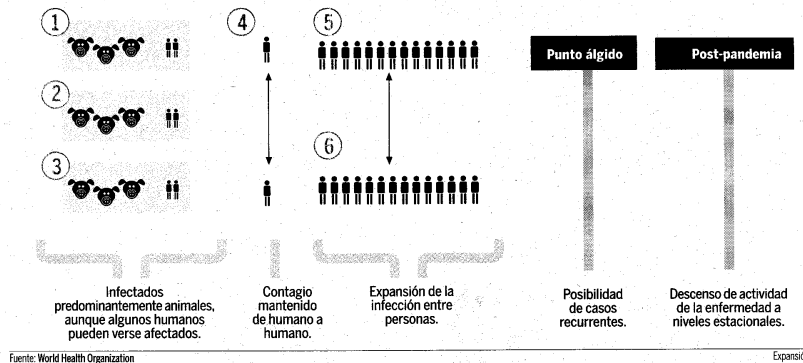 1
4
5
Punto álgido
Post-pandemia
2
3
6
Infectados
predominantemente animales,
aunque algunos humanos
pueden verse afectados.
Contagio
mantenido
de humano a
humano.
Expansión de la
infección entre
personas.
Posibilidad
de casos
recurrentes.
Descenso de actividad
de la enfermedad a
niveles estacionales.
Fuente: World Health Organization